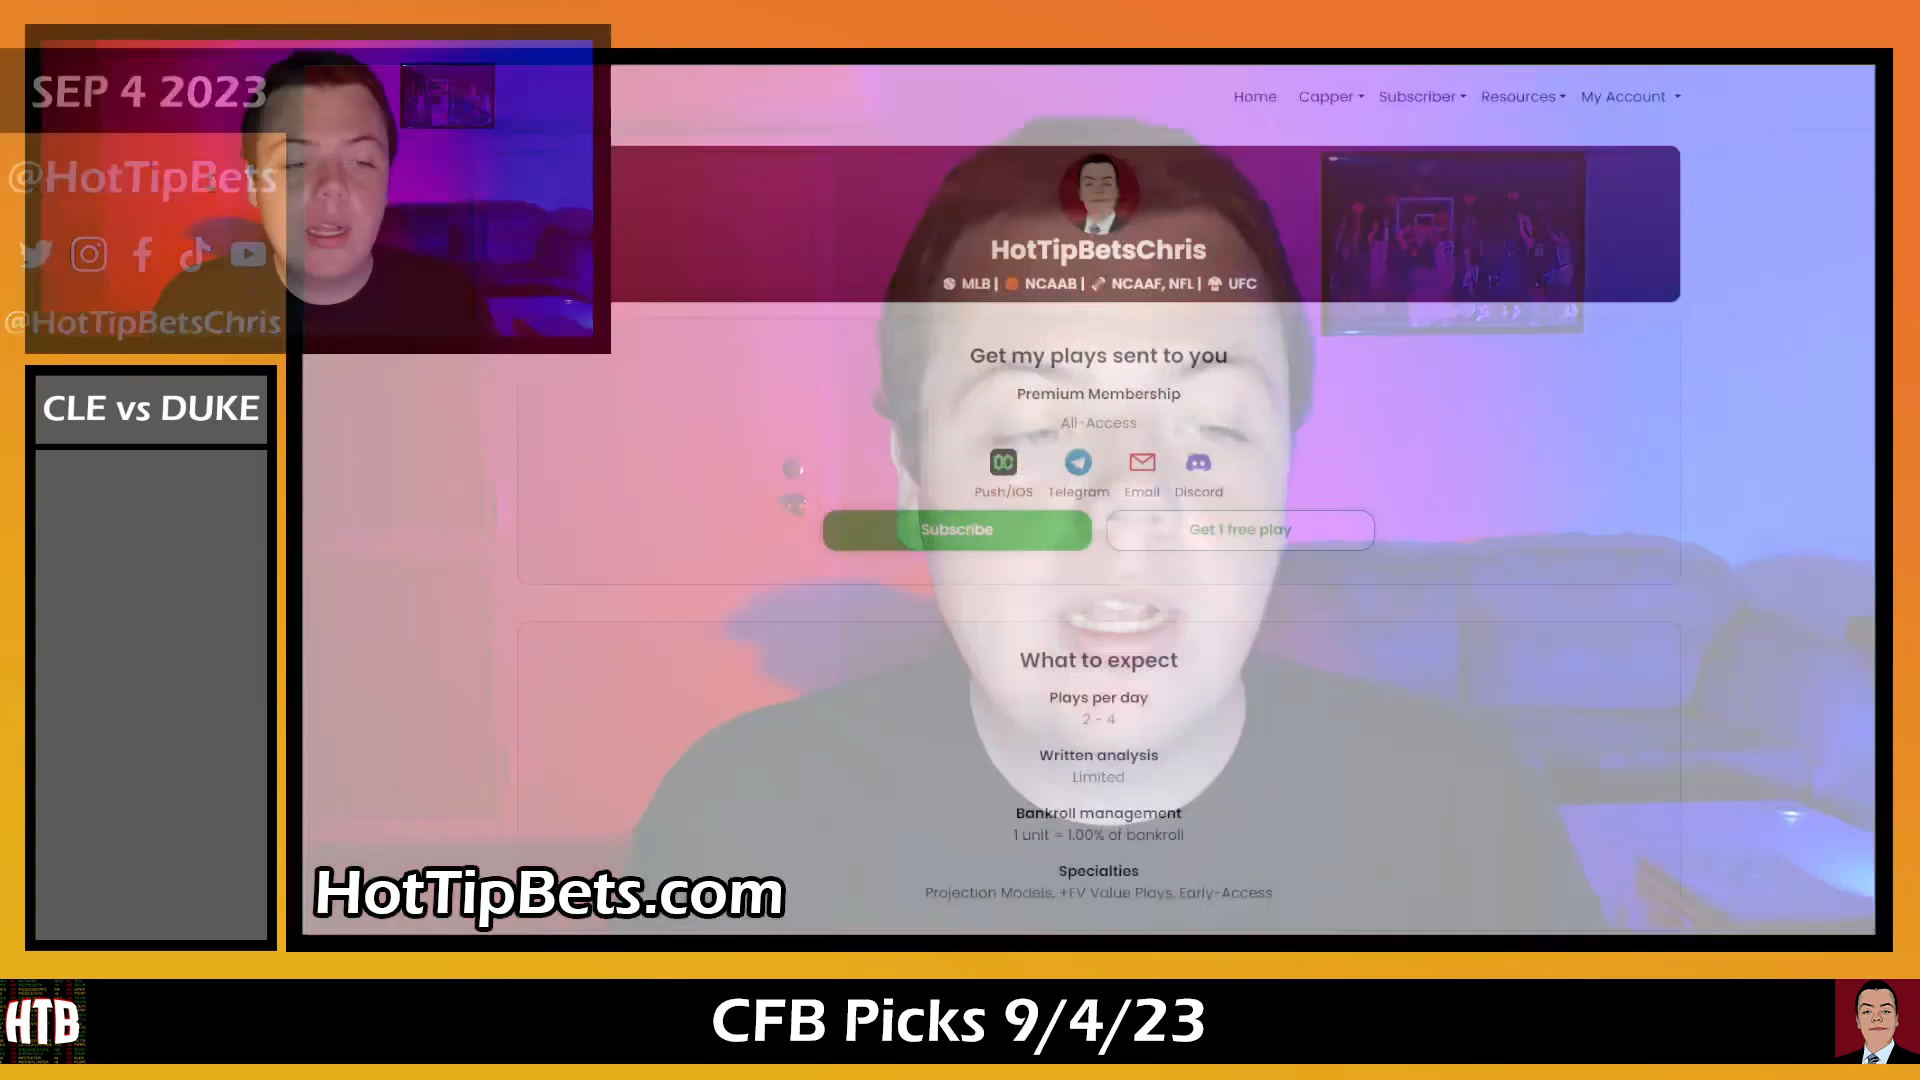 SEP 4 2023
@HotTipBets
@HotTipBetsChris
CLE vs DUKE
Home Capper Subscriber Resources My Account
HotTipBetsChris
MLB | NCAAB | NCAAF, NFL | UFC
Get my plays sent to you
Premium Membership
All-Access
Push/iOS Telegram Email Discord
Subscribe Get 1 free play
What to expect
Plays per day
2 - 4
Written analysis
Limited
Bankroll management
1 unit = 1.00% of bankroll
Specialties
Projection Models, +EV Value Plays, Early-Access
HotTipBets.com
HTB
CFB Picks 9/4/23